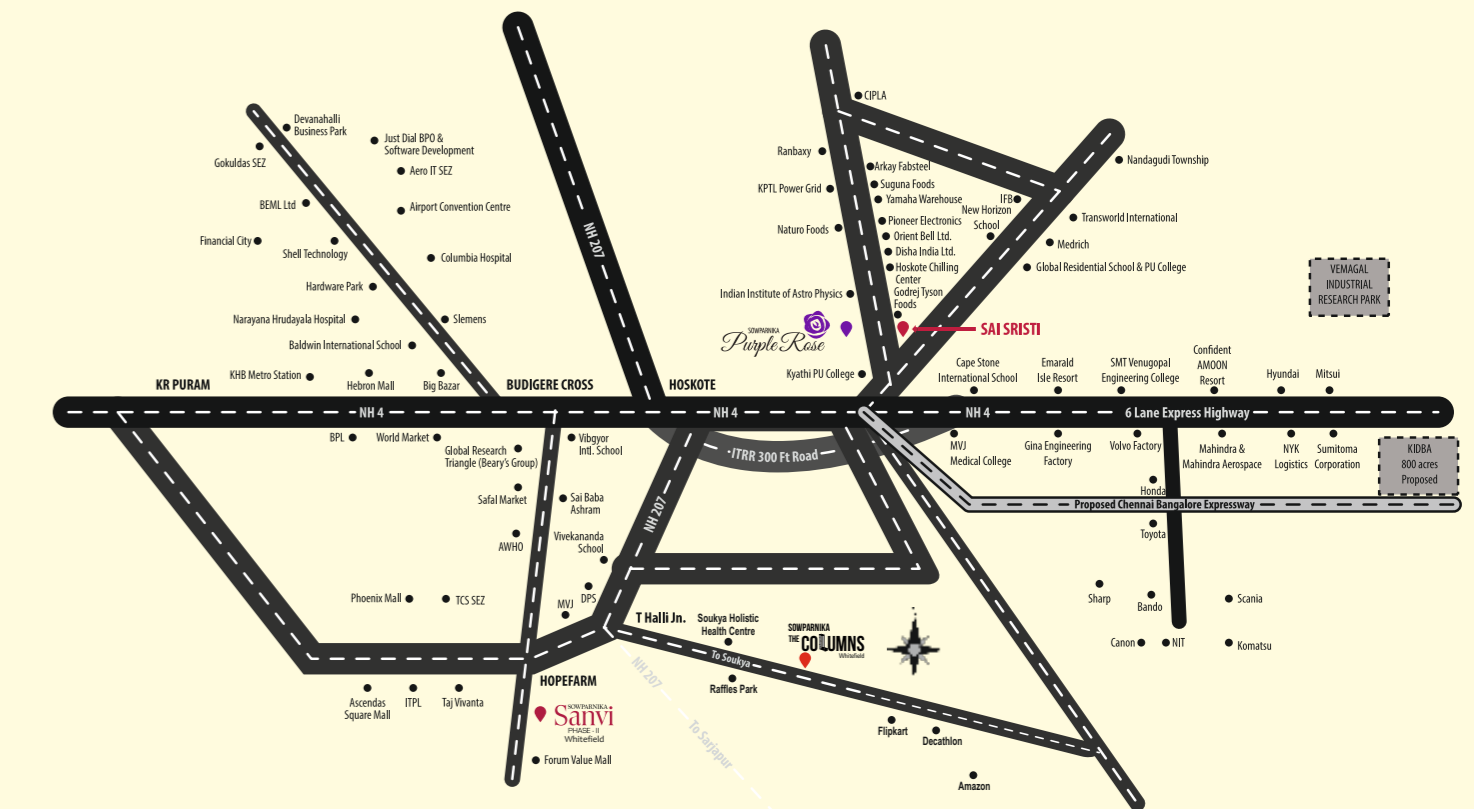 Devanahalli
Business Park
Gokuldas SEZ
Just Dial BPO &
Software Development
Aero IT SEZ
BEML Ltd
Airport Convention Centre
Financial City
Shell Technology
Columbia Hospital
Hardware Park
Narayana Hrudayala Hospital
Slemens
Baldwin International School
KHB Metro Station
Hebron Mall
Big Bazar
NH 207
CIPLA
Ranbaxy
Arkay Fabsteel
KPTL Power Grid
Suguna Foods
Yamaha Warehouse
IFB
New Horizon
School
Naturo Foods
Pioneer Electronics
Orient Bell Ltd.
Disha India Ltd.
Hoskote Chilling
Center
Indian Institute of Astro Physics
Godrej Tyson
Foods
Nandagudi Township
Transworld International
Medrich
Global Residential School & PU College
VEMAGAL
INDUSTRIAL
RESEARCH PARK
SOWPARNIKA
Purple Rose
SAI SRISTI
Kyathi PU College
Cape Stone
International School
Emarald
Isle Resort
SMT Venugopal
Engineering College
Confident
AMOON
Resort
Hyundai
Mitsui
KR PURAM
BUDIGERE CROSS
HOSKOTE
NH 4
NH 4
NH 4
6 Lane Express Highway
BPL
World Market
Global Research
Triangle (Beary's Group)
Vibgyor
Intl. School
ITRR 300 Ft Road
MVJ
Medical College
Gina Engineering
Factory
Volvo Factory
Mahindra &
Mahindra Aerospace
NYK
Logistics
Sumitoma
Corporation
KIDBA
800 acres
Proposed
Safal Market
Sai Baba
Ashram
NH 207
Honda
Proposed Chennai Bangalore Expressway
AWHO
Vivekananda
School
Toyota
Phoenix Mall
TCS SEZ
MVJ
DPS
T Halli Jn.
Soukya Holistic
Health Centre
SOWPARNIKA
THE COLUMNS
Whitefield
Sharp
Bando
Scania
Canon
NIT
Komatsu
To Soukya
Raffles Park
NH 207
To Sarjapur
HOPEFARM
Ascendas
Square Mall
ITPL
Taj Vivanta
SOWPARNIKA
Sanvi
PHASE - II
Whitefield
Forum Value Mall
Flipkart
Decathlon
Amazon